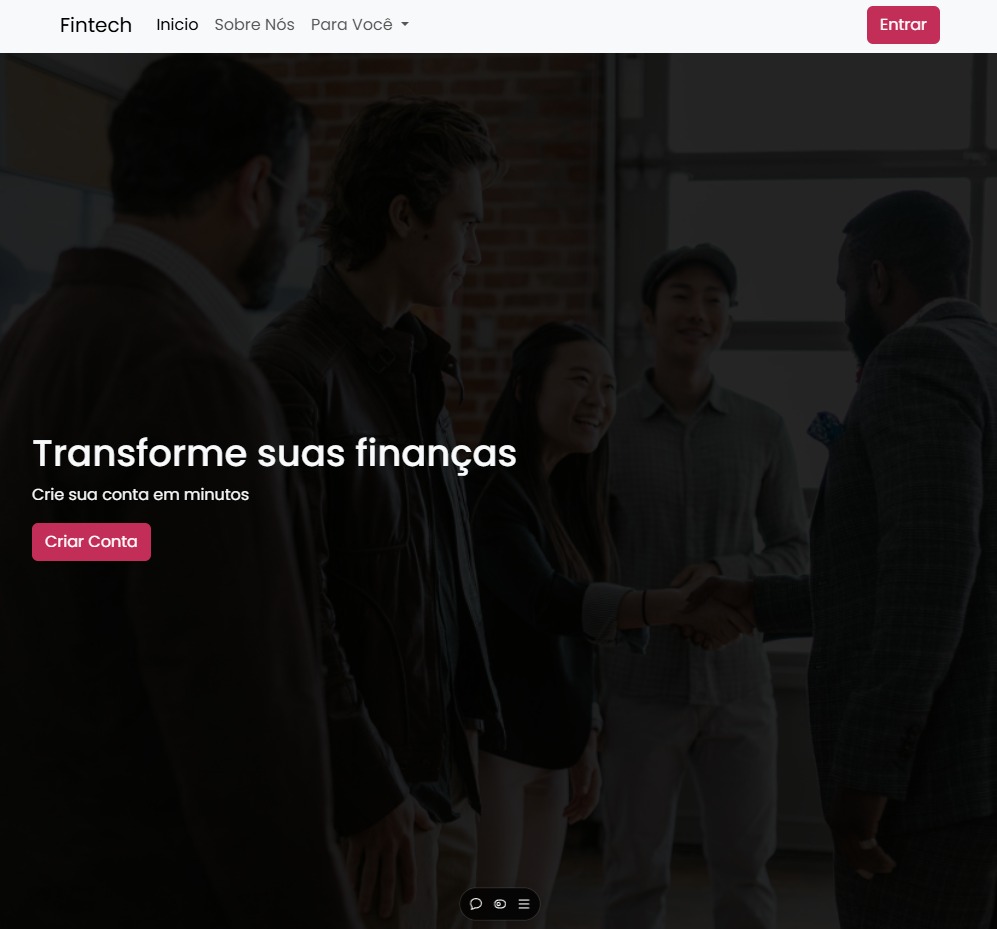 Fintech Inicio Sobre Nós Para Você Entrar
Transforme suas finanças
Crie sua conta em minutos
Criar Conta